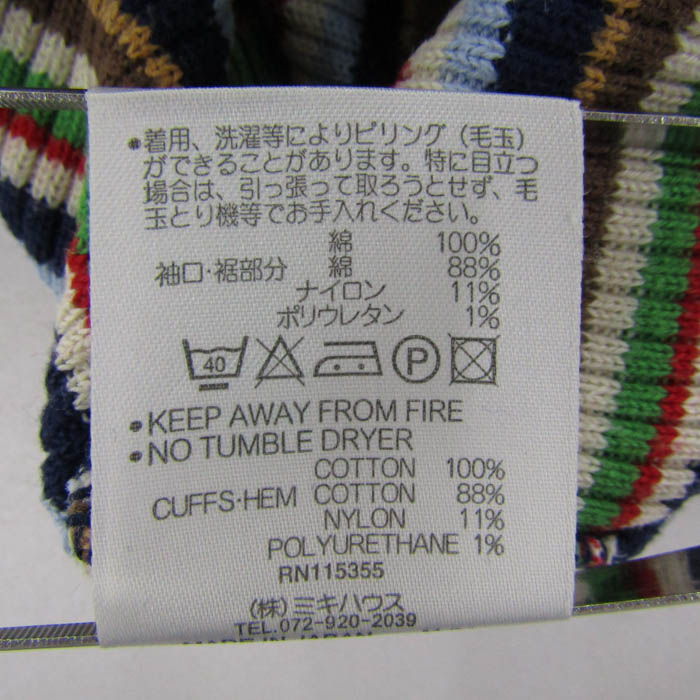 ●着用、洗濯等によりピリング（毛玉）
ができることがあります。特に目立つ
場合は、引っ張って取ろうとせず、毛
玉とり機等でお手入れください。
綿 100%
袖口・裾部分 綿 88%
ナイロン 11%
ポリウレタン 1%
40 P
●KEEP AWAY FROM FIRE
●NO TUMBLE DRYER
COTTON 100%
CUFFS・HEM COTTON 88%
NYLON 11%
POLYURETHANE 1%
RN115355
(株)ミキハウス
TEL.072-920-2039
MADE IN JAPAN